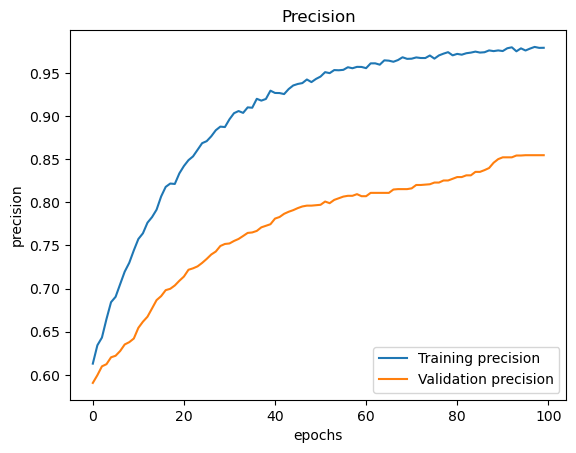 Precision
precision
0.95
0.90
0.85
0.80
0.75
0.70
0.65
0.60
Training precision
Validation precision
0
20
40
60
80
100
epochs